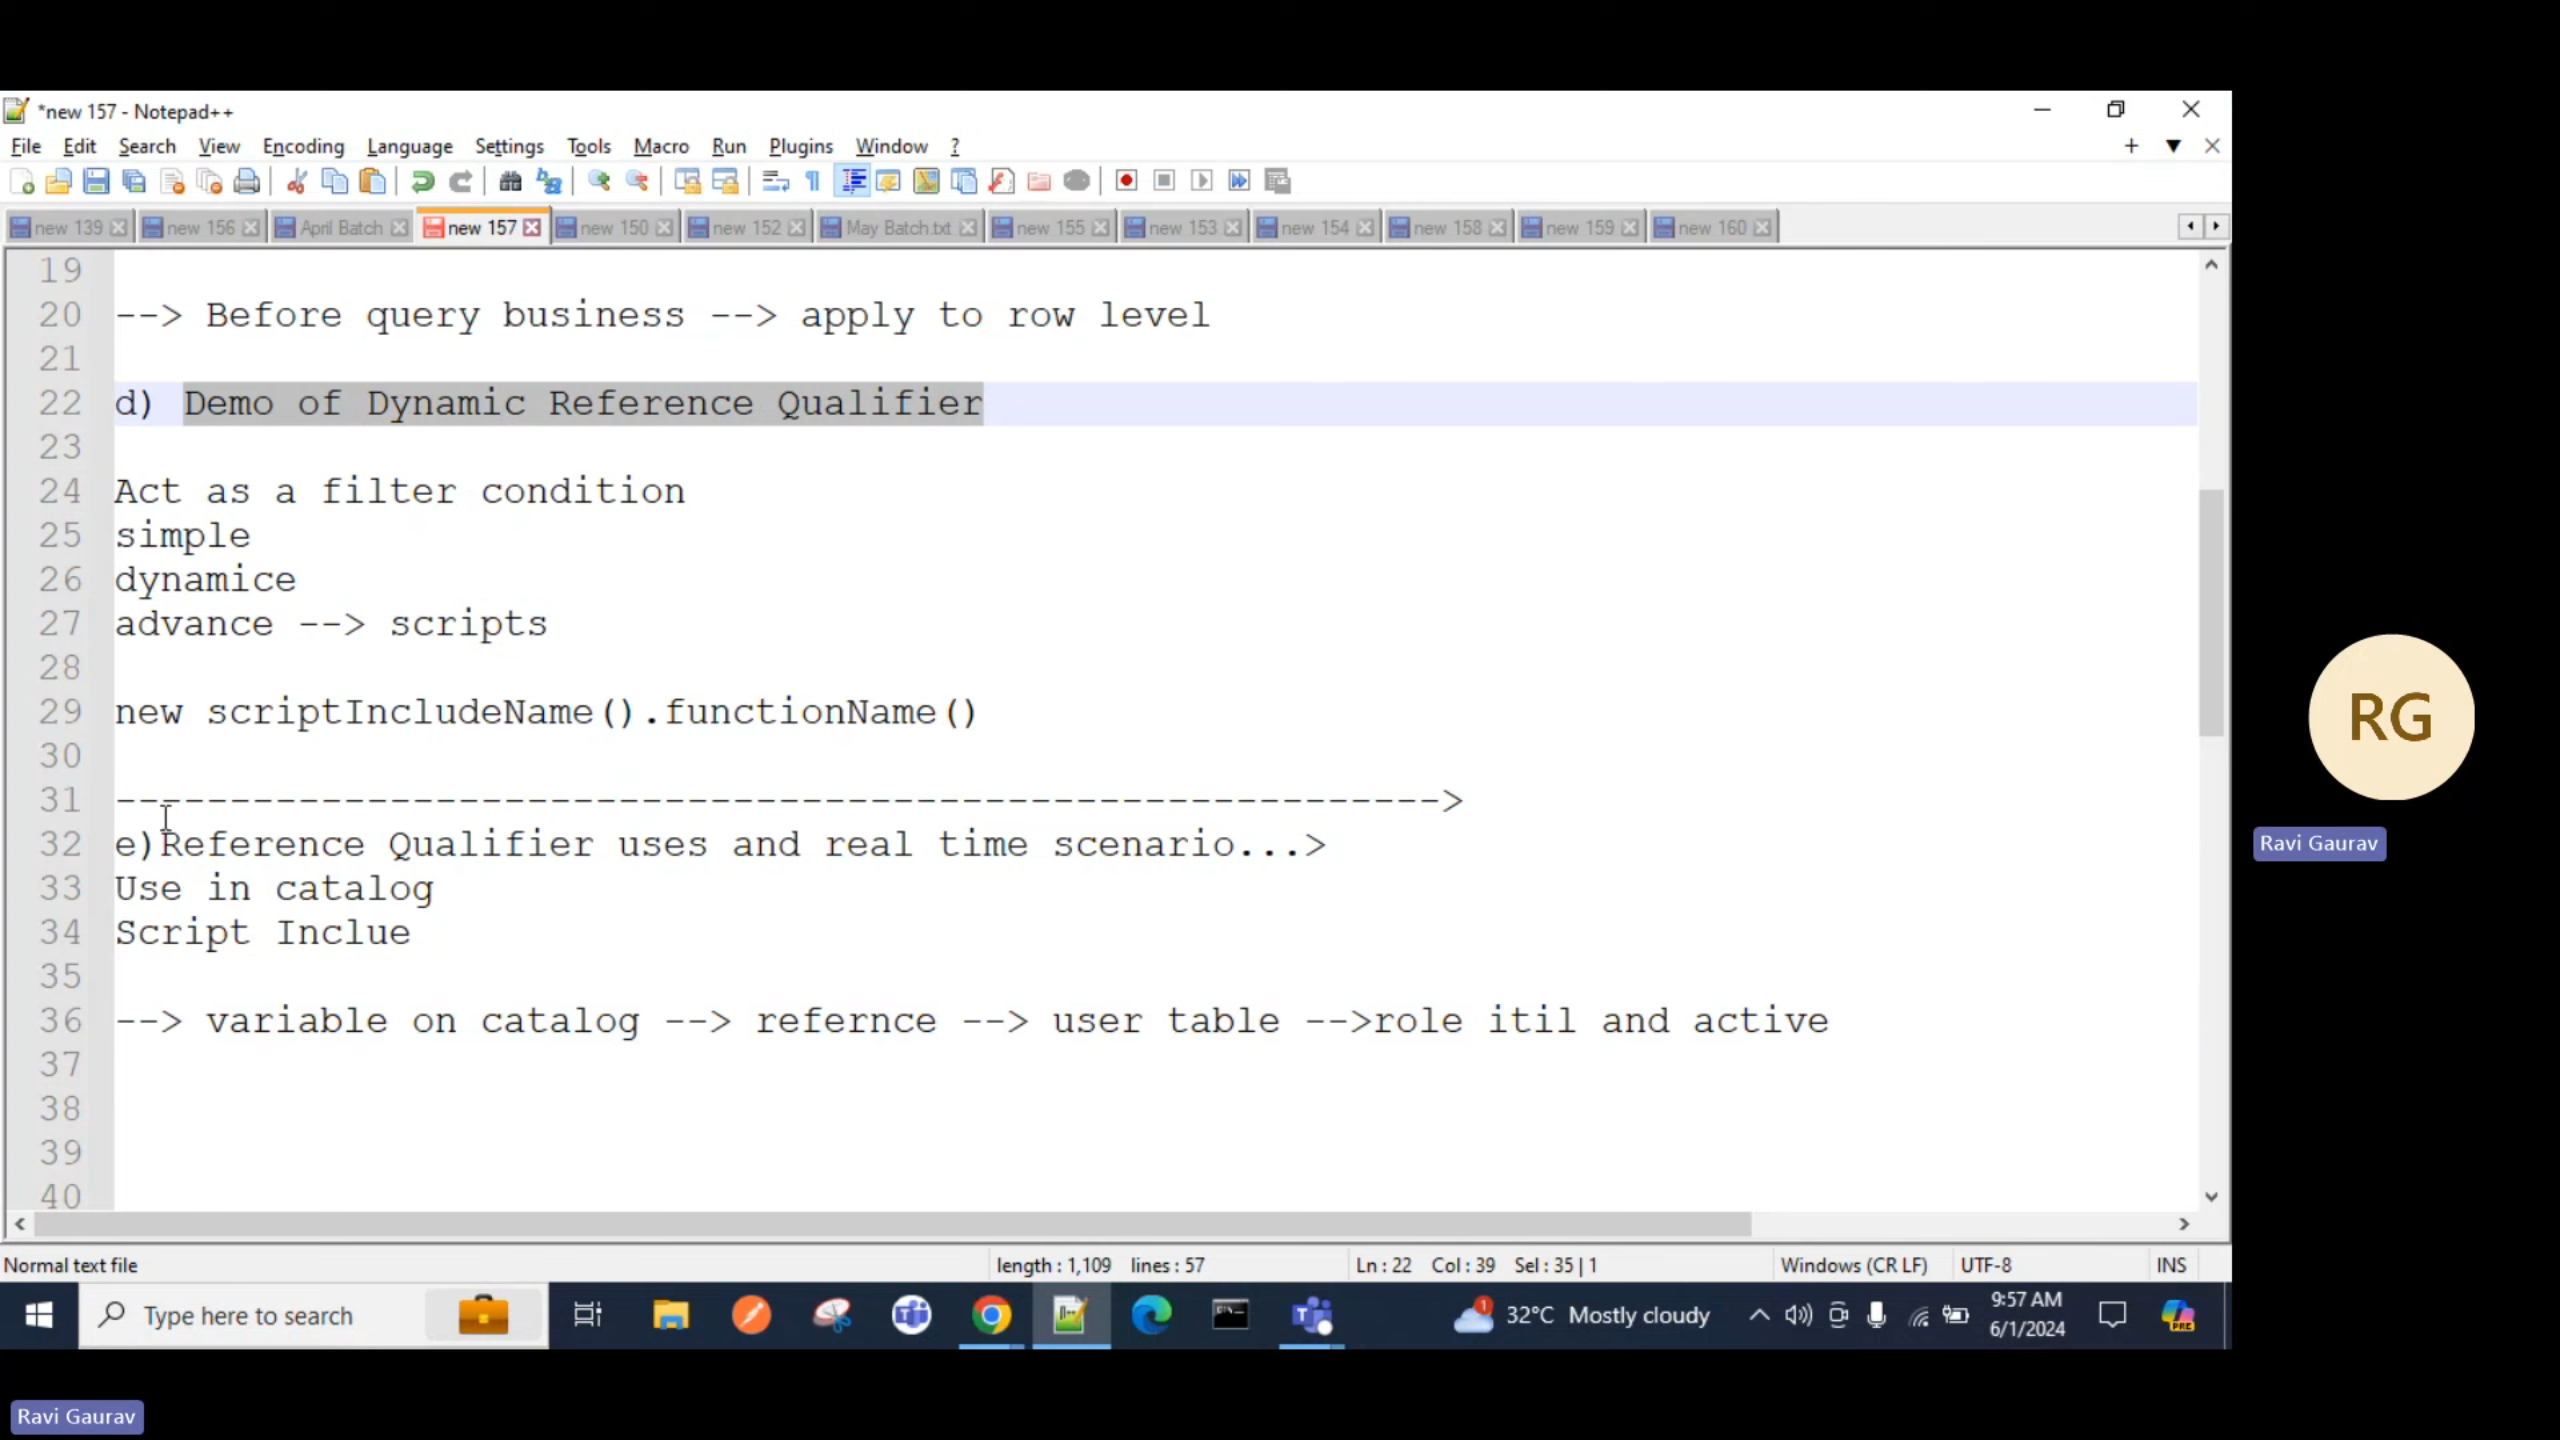 *new 157 - Notepad++
File Edit Search View Encoding Language Settings Tools Macro Run Plugins Window ?
new 139 new 156 April Batch new 157 new 150 new 152 May Batch.txt new 155 new 153 new 154 new 158 new 159 new 160
19
20 --> Before query business --> apply to row level
21
22 d) Demo of Dynamic Reference Qualifier
23
24 Act as a filter condition
25 simple
26 dynamice
27 advance --> scripts
28
29 new scriptIncludeName().functionName()
30
31 ---------------------------------------------------------->
32 e)Reference Qualifier uses and real time scenario...>
33 Use in catalog
34 Script Inclue
35
36 --> variable on catalog --> refernce --> user table -->role itil and active
37
38
39
40
RG
Ravi Gaurav
Normal text file length : 1,109 lines : 57 Ln : 22 Col : 39 Sel : 35 | 1 Windows (CR LF) UTF-8 INS
Type here to search 1 32°C Mostly cloudy 9:57 AM
6/1/2024
PRE
Ravi Gaurav